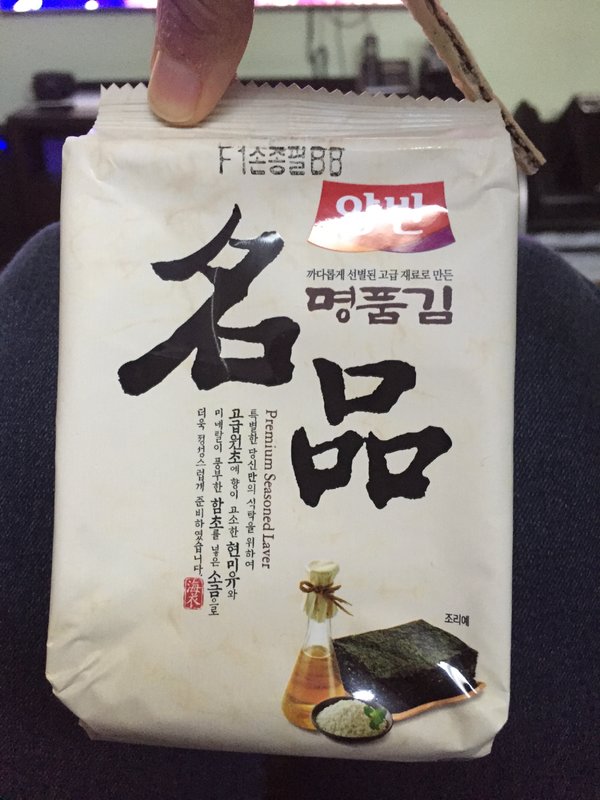 F1손종필BB
양반
까다롭게 선별된 고급 재료로 만든
명품김
名品
Premium Seasoned Laver
특별한 당신만의 식탁을 위하여
고급원초에 향이 고소한 현미유와
미네랄이 풍부한 함초를 넣은 소금으로
더욱 정성스럽게 준비하였습니다.
조리예